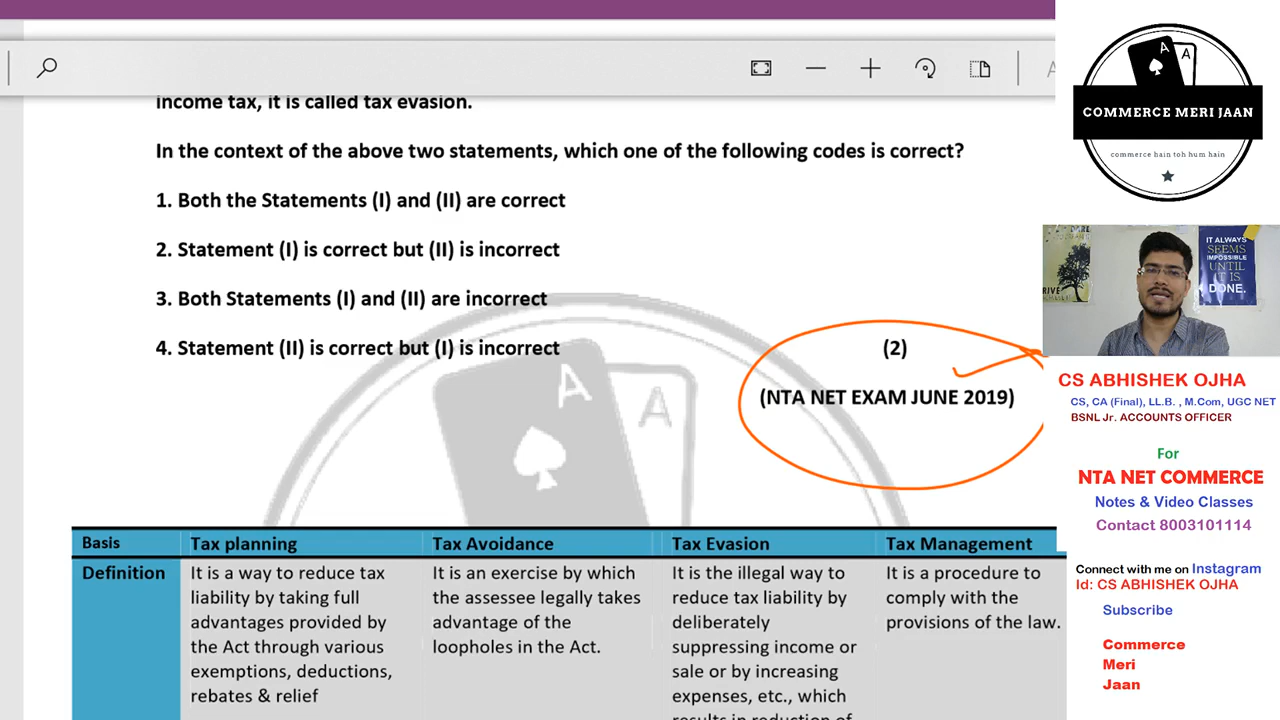 income tax, it is called tax evasion.
In the context of the above two statements, which one of the following codes is correct?
1. Both the Statements (I) and (II) are correct
2. Statement (I) is correct but (II) is incorrect
3. Both Statements (I) and (II) are incorrect
4. Statement (II) is correct but (I) is incorrect
(2)
(NTA NET EXAM JUNE 2019)
A
A
Basis
Tax planning
Tax Avoidance
Tax Evasion
Tax Management
Definition
It is a way to reduce tax
liability by taking full
advantages provided by
the Act through various
exemptions, deductions,
rebates & relief
It is an exercise by which
the assessee legally takes
advantage of the
loopholes in the Act.
It is the illegal way to
reduce tax liability by
deliberately
suppressing income or
sale or by increasing
expenses, etc., which
results in reduction of
It is a procedure to
comply with the
provisions of the law.
A
A
COMMERCE MERI JAAN
commerce hain toh hum hain
IT ALWAYS
SEEMS
IMPOSSIBLE
UNTIL
IT IS
DONE.
CS ABHISHEK OJHA
CS, CA (Final), LL.B. , M.Com, UGC NET
BSNL Jr. ACCOUNTS OFFICER
For
NTA NET COMMERCE
Notes & Video Classes
Contact 8003101114
Connect with me on Instagram
Id: CS ABHISHEK OJHA
Subscribe
Commerce
Meri
Jaan